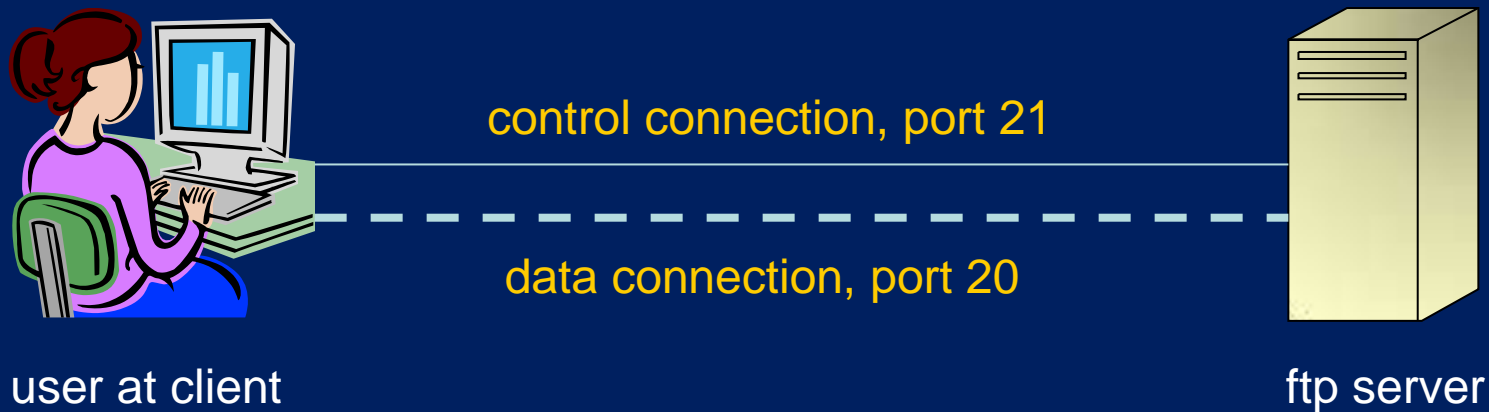 control connection, port 21
data connection, port 20
user at client
ftp server